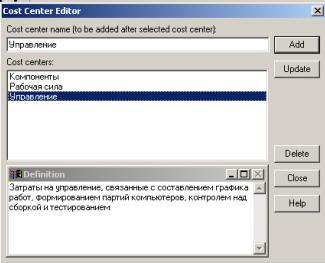 Cost Center Editor
Cost center name (to be added after selected cost center):
Управление
Add
Cost centers:
Update
Компоненты
Рабочая сила
Управление
Delete
Definition
Close
Затраты на управление, связанные с составлением графика
работ, формированием партий компьютеров, контролем над
сборкой и тестированием
Help